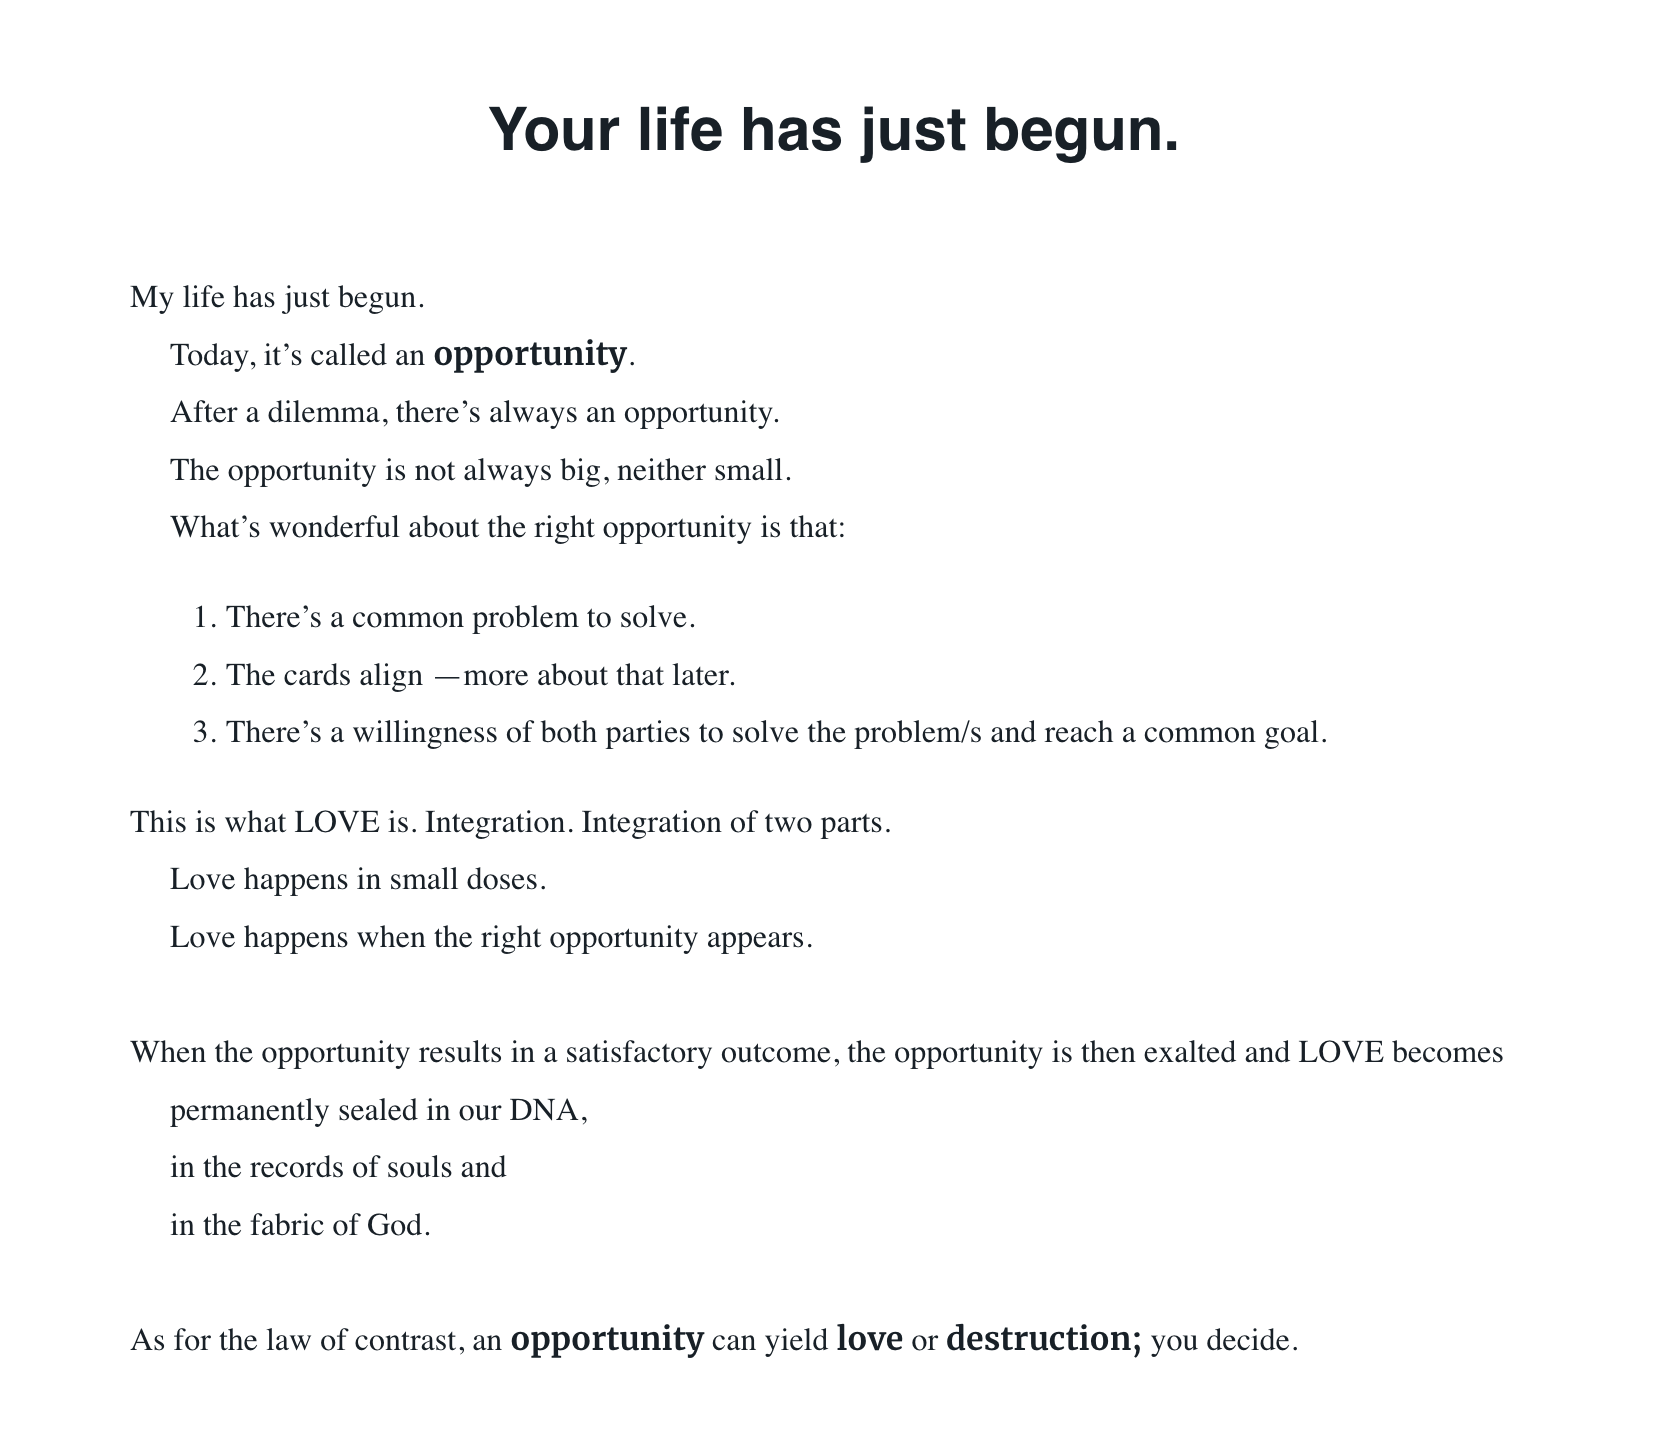 Your life has just begun.
My life has just begun.
Today, it’s called an opportunity.
After a dilemma, there’s always an opportunity.
The opportunity is not always big, neither small.
What’s wonderful about the right opportunity is that:
1. There’s a common problem to solve.
2. The cards align —more about that later.
3. There’s a willingness of both parties to solve the problem/s and reach a common goal.
This is what LOVE is. Integration. Integration of two parts.
Love happens in small doses.
Love happens when the right opportunity appears.
When the opportunity results in a satisfactory outcome, the opportunity is then exalted and LOVE becomes
permanently sealed in our DNA,
in the records of souls and
in the fabric of God.
As for the law of contrast, an opportunity can yield love or destruction; you decide.